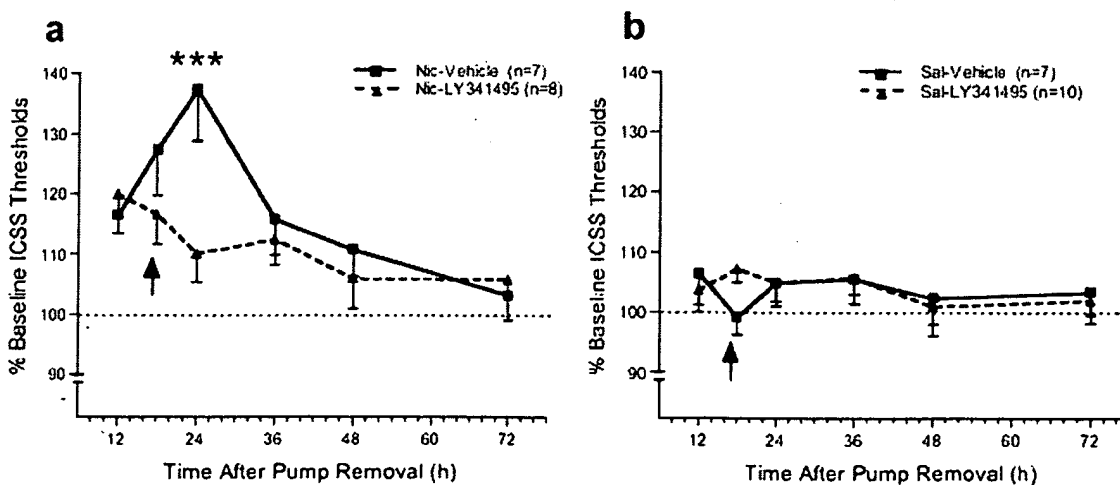 a
***
Nic-Vehicle (n=7)
Nic-LY341495 (n=8)
% Baseline ICSS Thresholds
140
130
120
110
100
90
12 24 36 48 60 72
Time After Pump Removal (h)
b
Sal-Vehicle (n=7)
Sal-LY341495 (n=10)
% Baseline ICSS Thresholds
140
130
120
110
100
90
12 24 36 48 60 72
Time After Pump Removal (h)